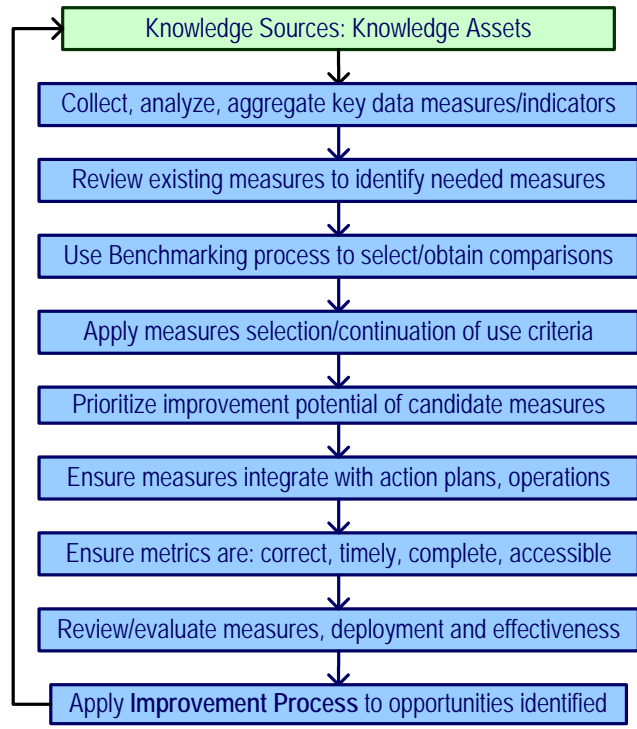 Knowledge Sources: Knowledge Assets
Collect, analyze, aggregate key data measures/indicators
Review existing measures to identify needed measures
Use Benchmarking process to select/obtain comparisons
Apply measures selection/continuation of use criteria
Prioritize improvement potential of candidate measures
Ensure measures integrate with action plans, operations
Ensure metrics are: correct, timely, complete, accessible
Review/evaluate measures, deployment and effectiveness
Apply Improvement Process to opportunities identified